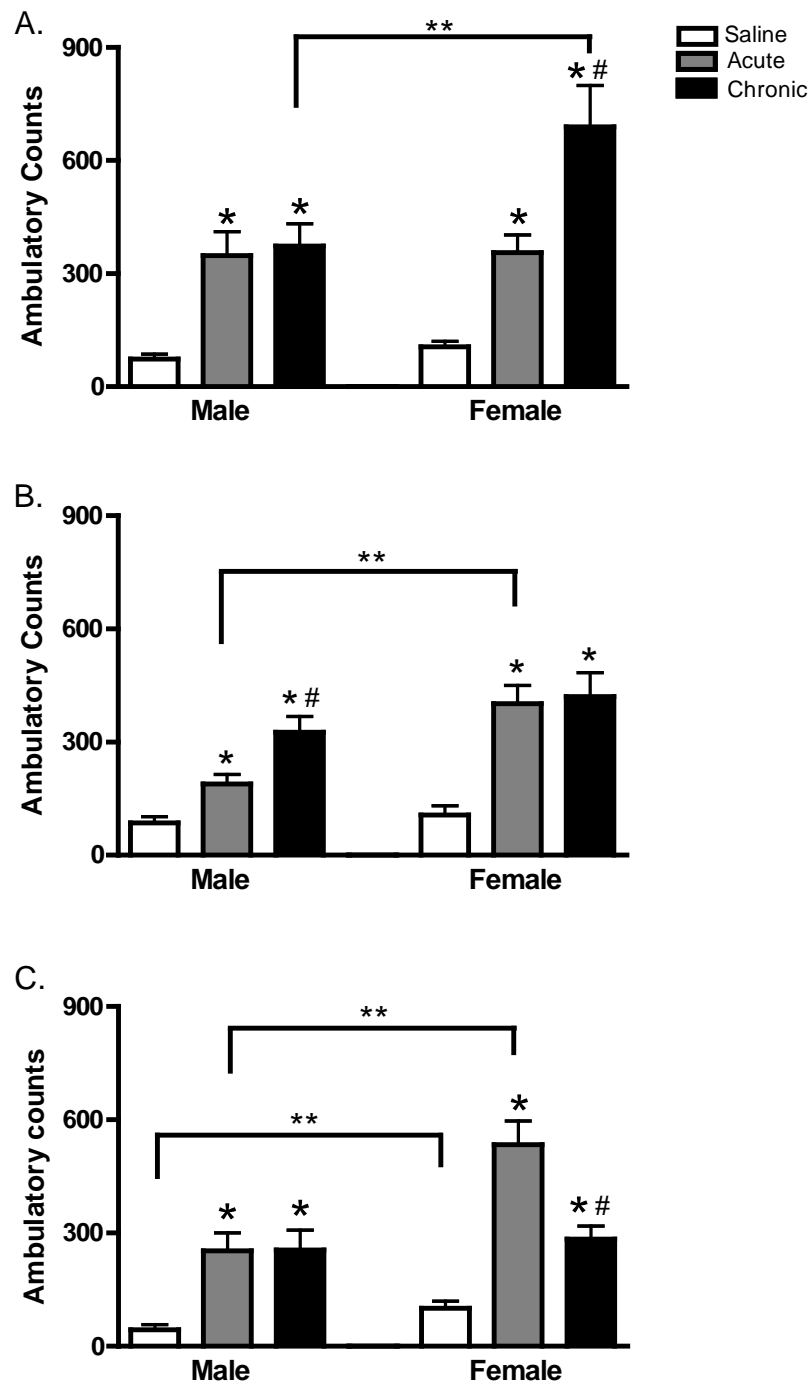 A.
900
600
300
0
Ambulatory Counts
**
* #
*
*
*
Male
Female
Saline
Acute
Chronic
B.
900
600
300
0
Ambulatory Counts
**
*
*
* #
*
Male
Female
C.
900
600
300
0
Ambulatory counts
**
*
**
*
*
* #
Male
Female